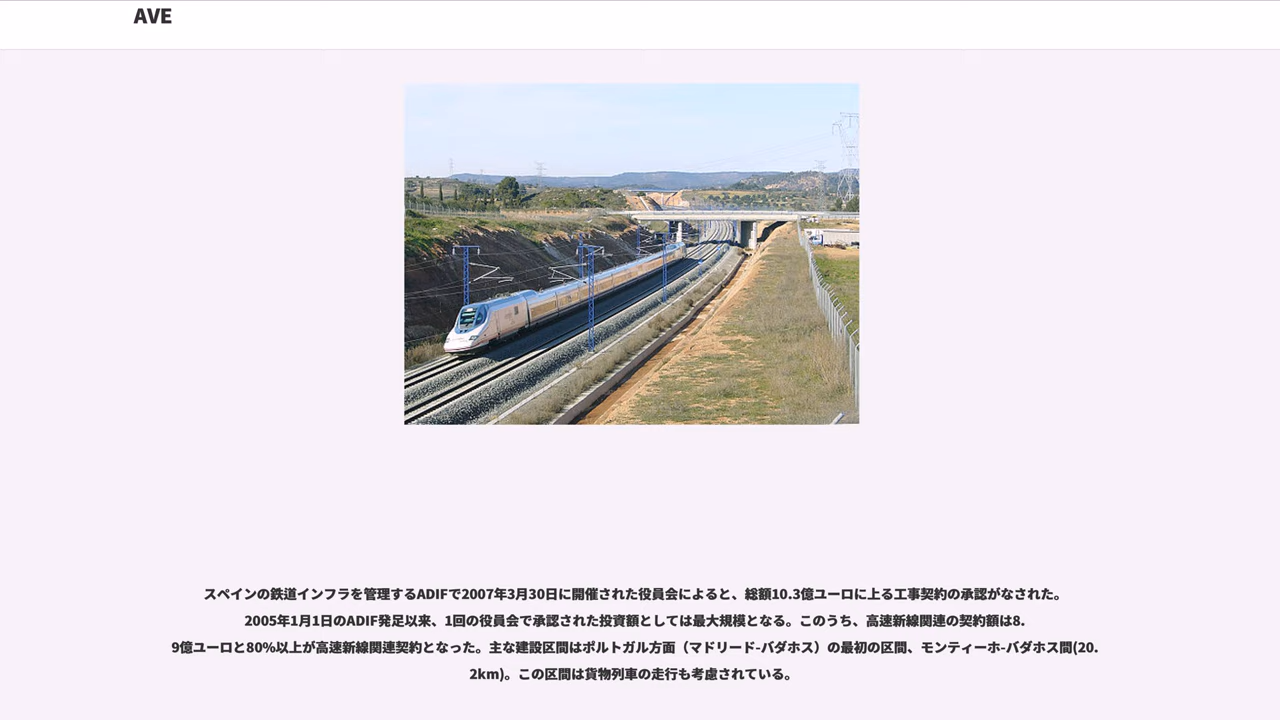 AVE
スペインの鉄道インフラを管理するADIFで2007年3月30日に開催された役員会によると、総額10.3億ユーロに上る工事契約の承認がなされた。
2005年1月1日のADIF発足以来、1回の役員会で承認された投資額としては最大規模となる。このうち、高速新線関連の契約額は8.
9億ユーロと80%以上が高速新線関連契約となった。主な建設区間はポルトガル方面（マドリード-バダホス）の最初の区間、モンティーホ-バダホス間(20.
2km)。この区間は貨物列車の走行も考慮されている。